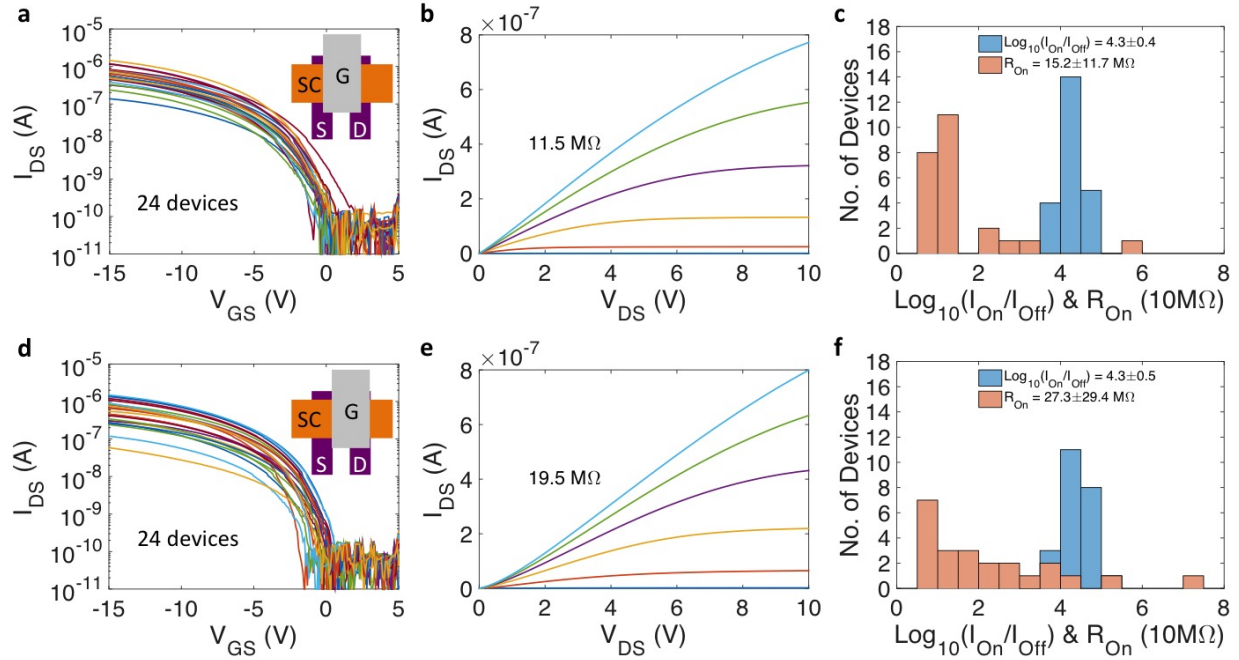 a
10⁻⁵
10⁻⁶
10⁻⁷
10⁻⁸
10⁻⁹
10⁻¹⁰
10⁻¹¹
I_DS (A)
SC
G
S
D
24 devices
-15
-10
-5
0
5
V_GS (V)
b
×10⁻⁷
8
6
4
2
0
I_DS (A)
11.5 MΩ
0
2
4
6
8
10
V_DS (V)
c
18
16
14
12
10
8
6
4
2
0
No. of Devices
Log₁₀(I_On/I_Off) = 4.3±0.4
R_On = 15.2±11.7 MΩ
0
2
4
6
8
Log₁₀(I_On/I_Off) & R_On (10MΩ)
d
10⁻⁵
10⁻⁶
10⁻⁷
10⁻⁸
10⁻⁹
10⁻¹⁰
10⁻¹¹
I_DS (A)
SC
G
S
D
24 devices
-15
-10
-5
0
5
V_GS (V)
e
×10⁻⁷
8
6
4
2
0
I_DS (A)
19.5 MΩ
0
2
4
6
8
10
V_DS (V)
f
18
16
14
12
10
8
6
4
2
0
No. of Devices
Log₁₀(I_On/I_Off) = 4.3±0.5
R_On = 27.3±29.4 MΩ
0
2
4
6
8
Log₁₀(I_On/I_Off) & R_On (10MΩ)